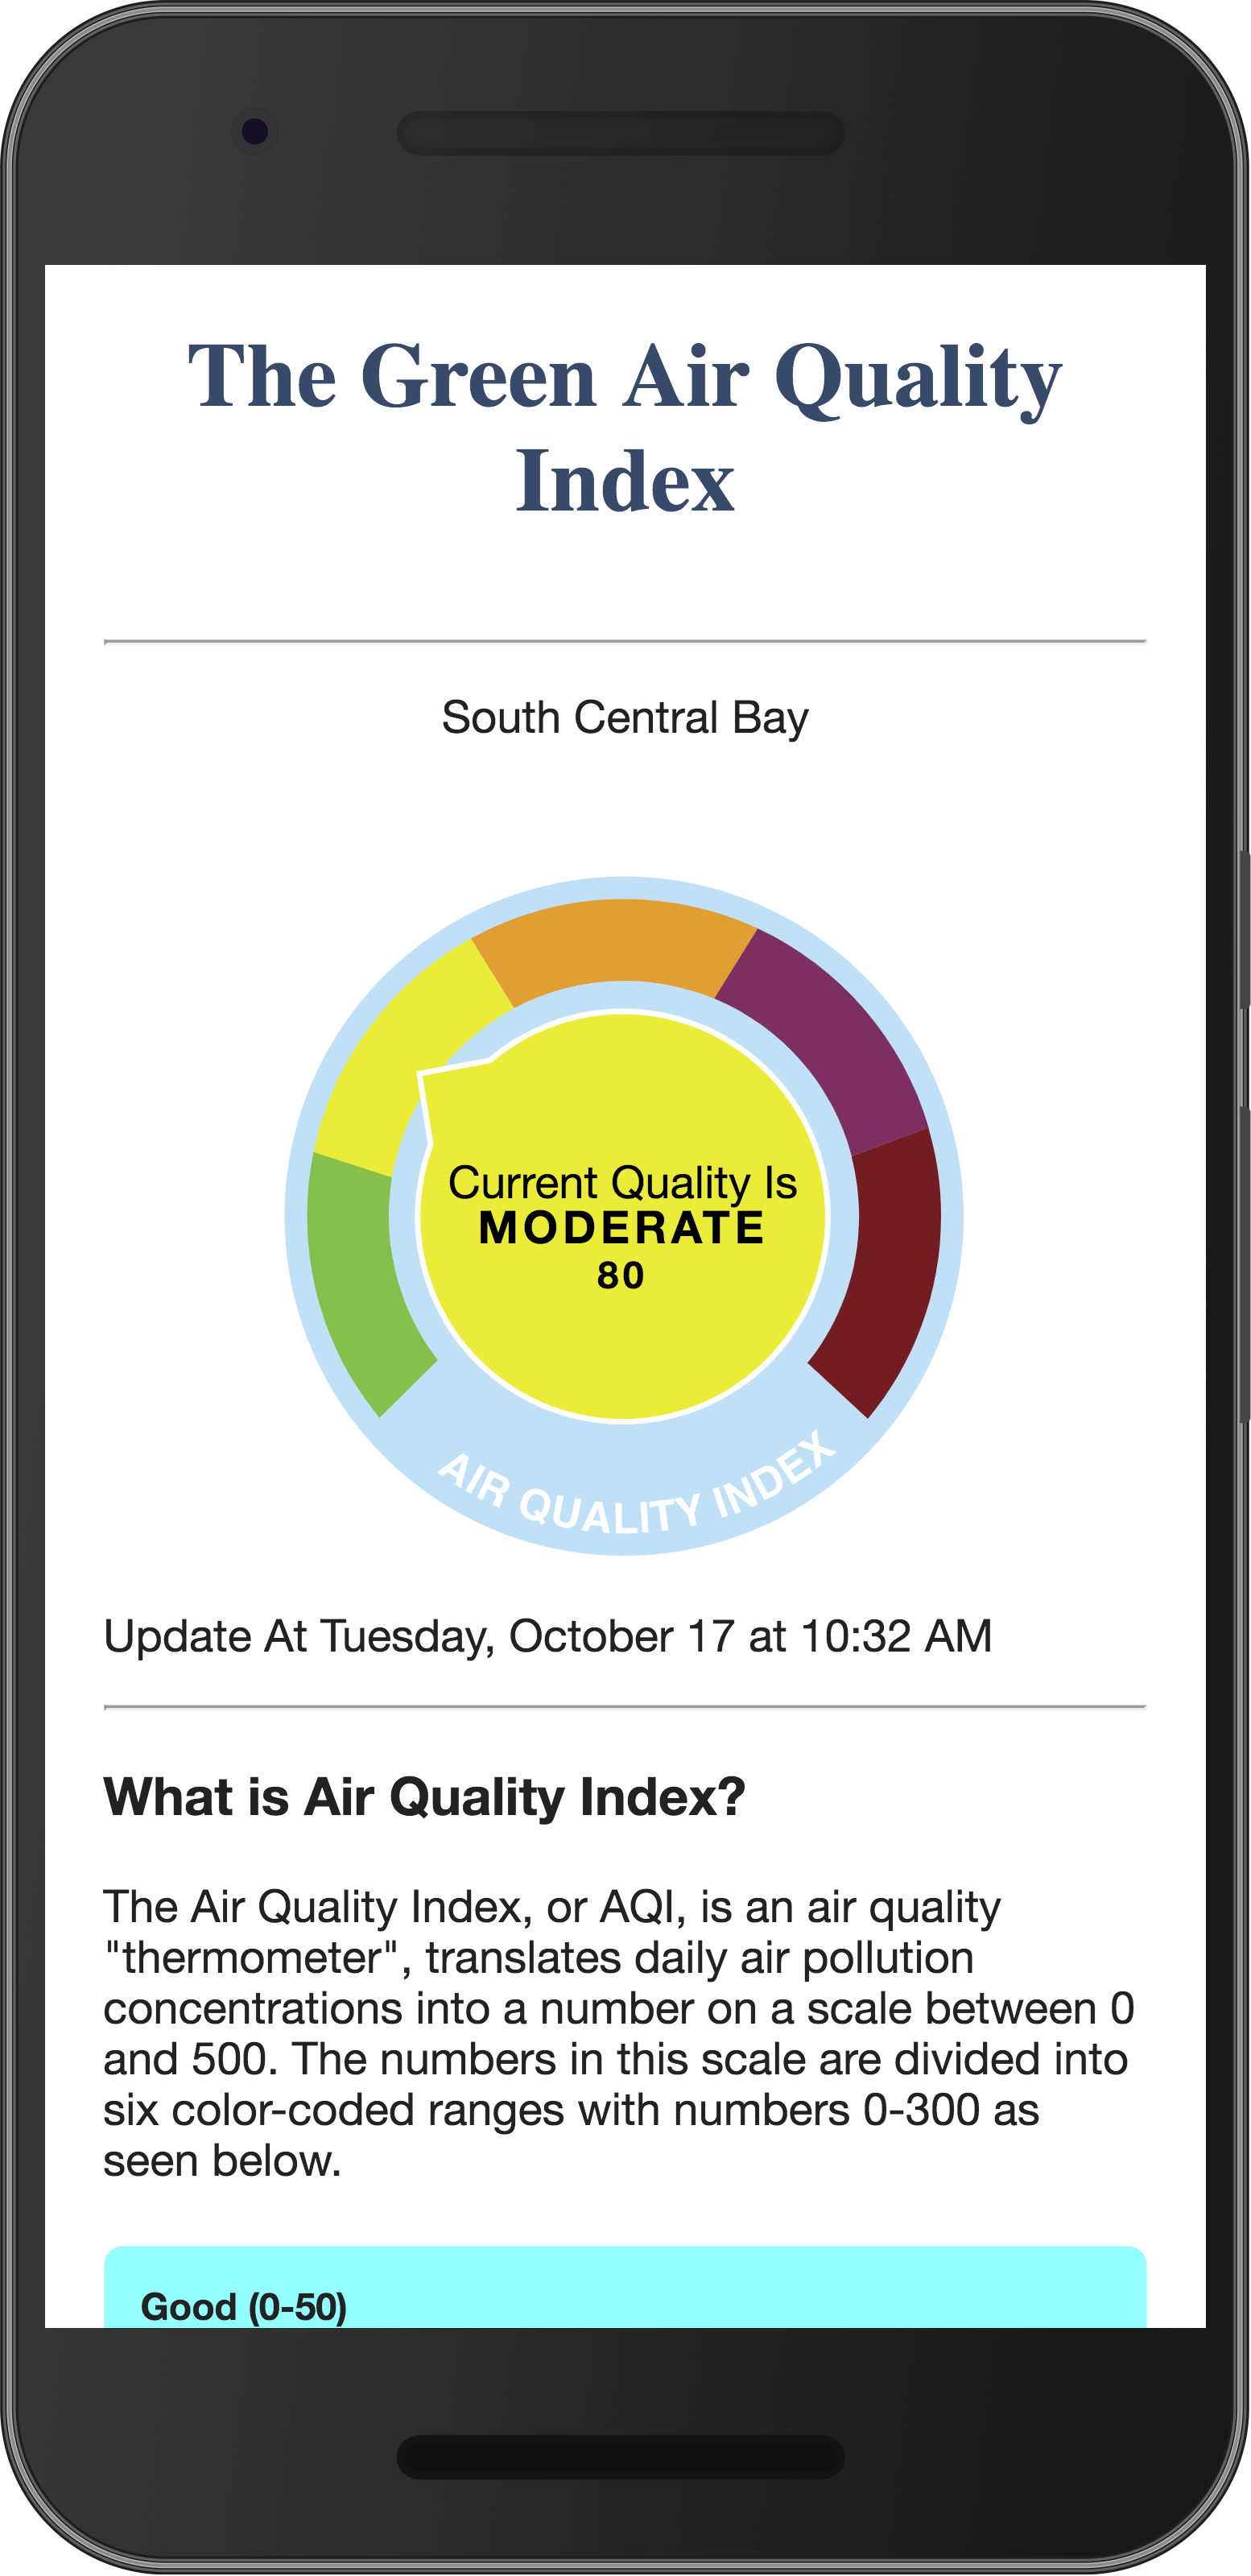 The Green Air Quality
Index
South Central Bay
Current Quality Is
MODERATE
80
AIR QUALITY INDEX
Update At Tuesday, October 17 at 10:32 AM
What is Air Quality Index?
The Air Quality Index, or AQI, is an air quality
"thermometer", translates daily air pollution
concentrations into a number on a scale between 0
and 500. The numbers in this scale are divided into
six color-coded ranges with numbers 0-300 as
seen below.
Good (0-50)